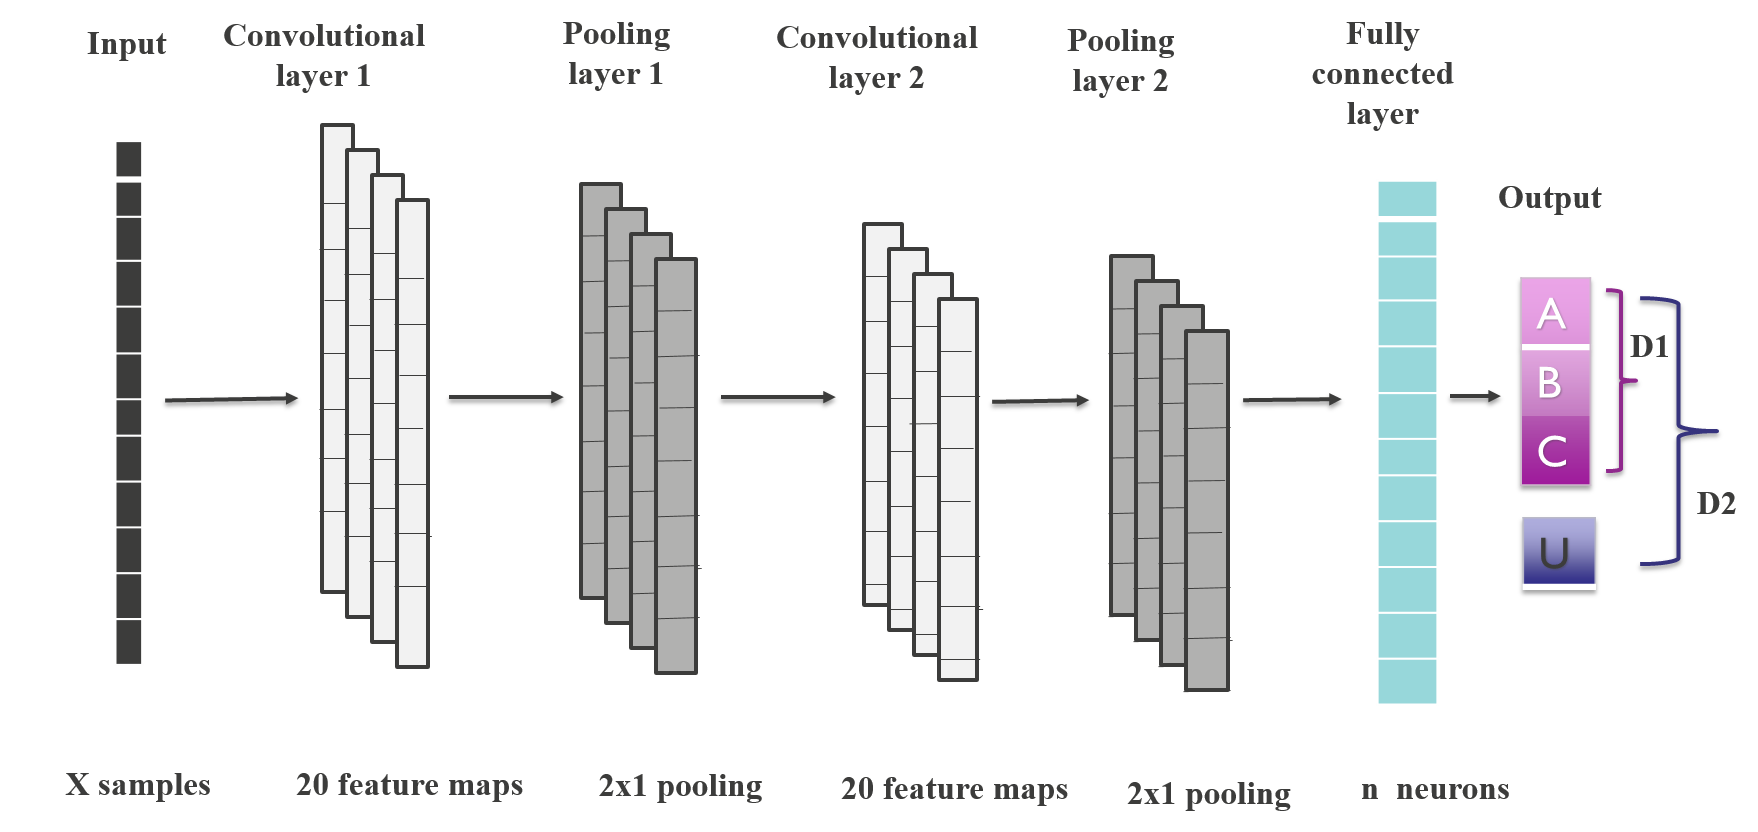 Input
Convolutional
layer 1
Pooling
layer 1
Convolutional
layer 2
Pooling
layer 2
Fully
connected
layer
Output
A
B
C
U
D1
D2
X samples
20 feature maps
2x1 pooling
20 feature maps
2x1 pooling
n neurons